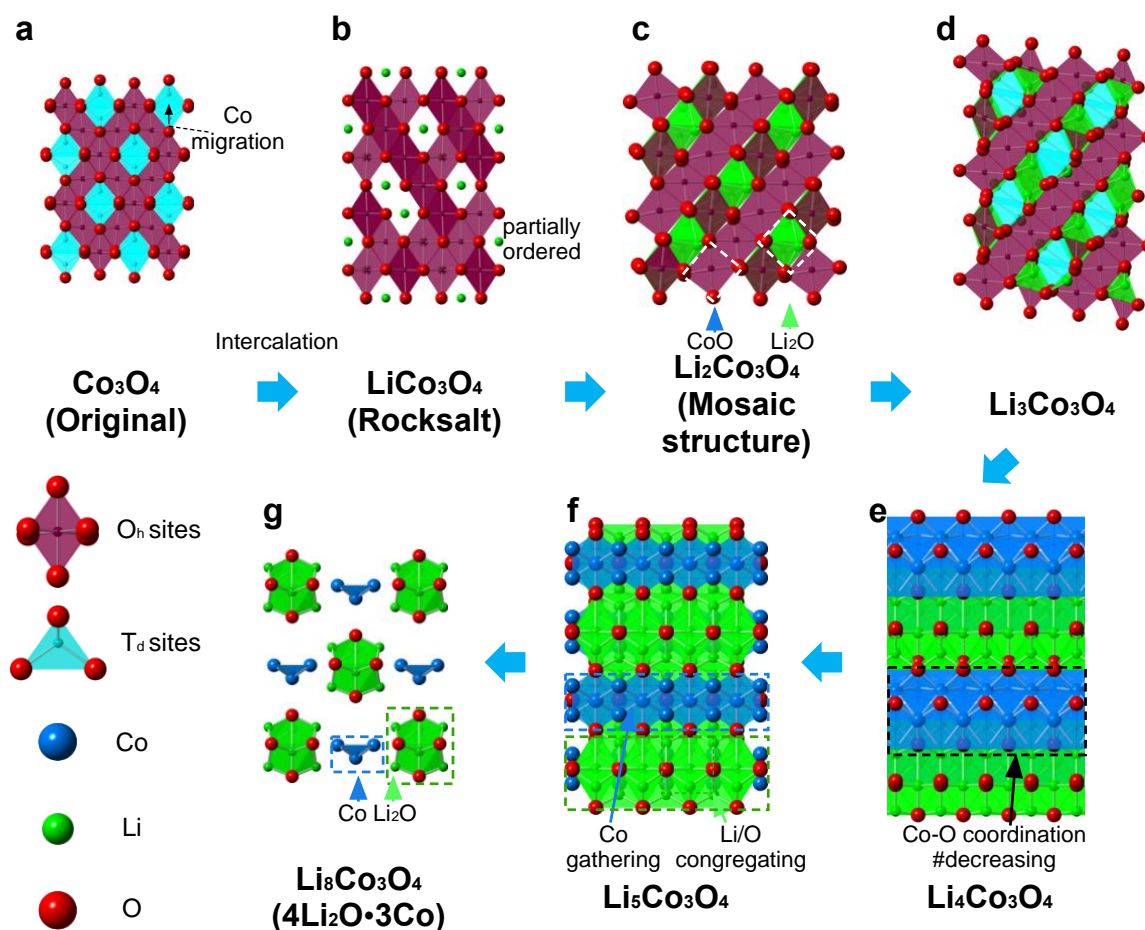 a
b
c
d
Co
migration
partially
ordered
CoO
Li₂O
Intercalation
Co₃O₄
(Original)
LiCo₃O₄
(Rocksalt)
Li₂Co₃O₄
(Mosaic
structure)
Li₃Co₃O₄
Oₕ sites
T_d sites
Co
Li
O
g
f
e
Co
Li₂O
Co
gathering
Li/O
congregating
Co-O coordination
#decreasing
Li₈Co₃O₄
(4Li₂O•3Co)
Li₅Co₃O₄
Li₄Co₃O₄